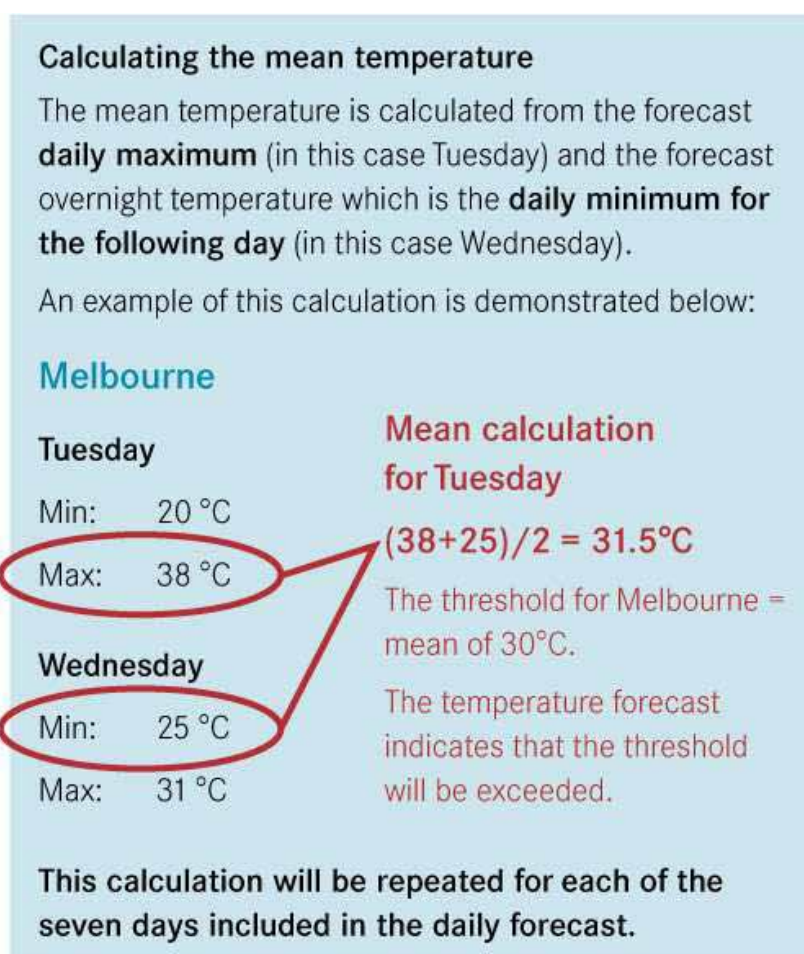 Calculating the mean temperature
The mean temperature is calculated from the forecast
daily maximum (in this case Tuesday) and the forecast
overnight temperature which is the daily minimum for
the following day (in this case Wednesday).
An example of this calculation is demonstrated below:
Melbourne
Tuesday
Min: 20 °C
Max: 38 °C
Wednesday
Min: 25 °C
Max: 31 °C
Mean calculation
for Tuesday
(38+25)/2 = 31.5°C
The threshold for Melbourne =
mean of 30°C.
The temperature forecast
indicates that the threshold
will be exceeded.
This calculation will be repeated for each of the
seven days included in the daily forecast.